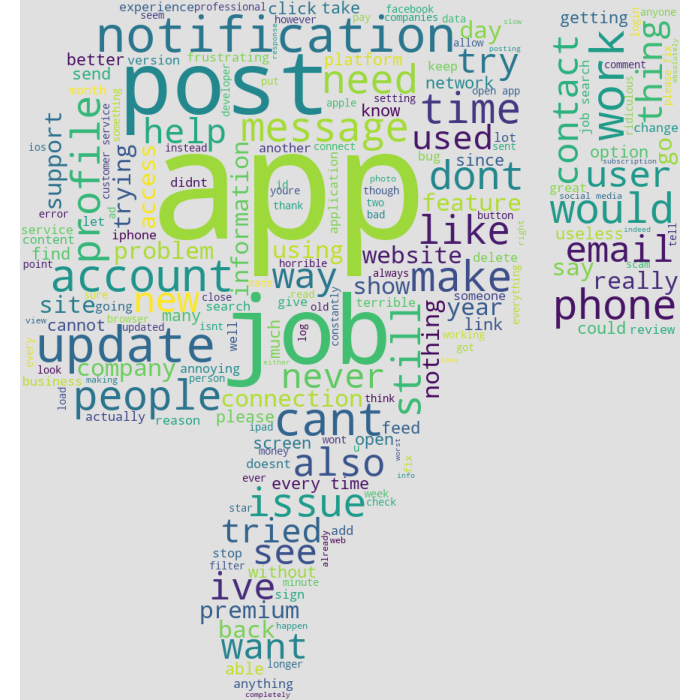 experience
professional
click
take
facebook
companies
data
slow
seem
notification
however
pay
allow
posting
response
day
better
version
frustrating
platform
try
send
post
need
keep
network
month
something
developer
put
apple
setting
time
open app
support
profile
customer service
help
message
know
used
lot
sent
ios
trying
access
instead
another
connect
bug
since
didnt
app
dont
error
let
ad
id
youre
photo
though
application
feature
service
iphone
thank
two
bad
button
content
information
like
right
find
problem
using
website
delete
point
horrible
everything
account
way
show
always
make
someone
sure
new
close
read
site
going
search
give
old
terrible
year
cannot
many
log
constantly
link
view
browser
updated
isnt
well
much
nothing
working
update
job
still
got
every
look
company
annoying
either
never
business
making
person
people
connection
think
load
please
ipad
actually
reason
cant
feed
screen
wont
open
u
worst
doesnt
money
also
fix
info
ever
every time
week
check
star
issue
tried
add
already
web
stop
see
filter
without
minute
ive
sign
premium
back
happen
want
able
longer
anything
completely
getting
login
anyone
comment
please fix
absolutely
contact
work
thing
job search
ridiculous
change
option
go
user
subscription
great
social media
would
useless
indeed
tell
email
say
scam
really
phone
could
review